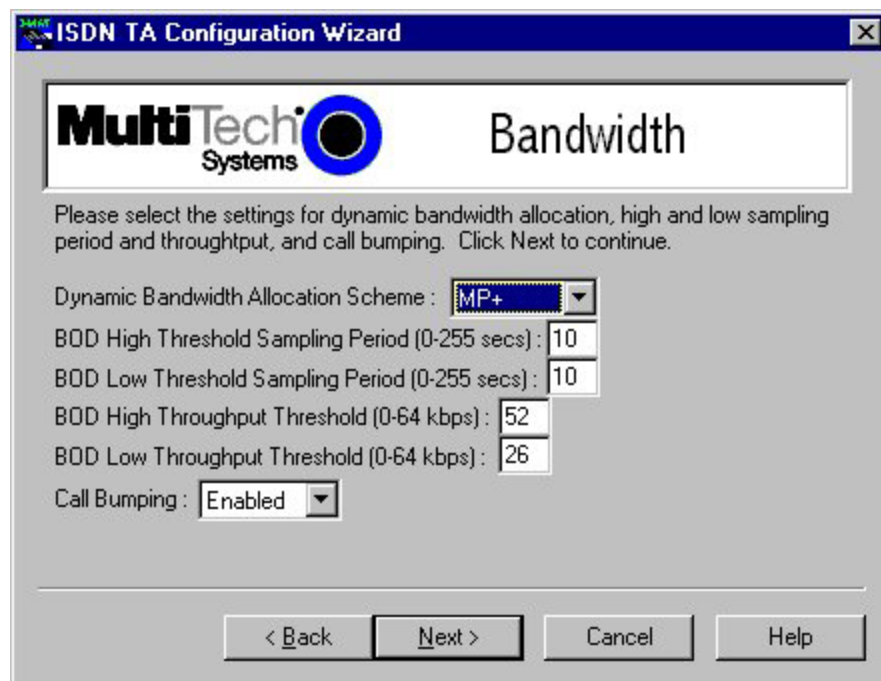 ISDN TA Configuration Wizard
MultiTech
Systems
Bandwidth
Please select the settings for dynamic bandwidth allocation, high and low sampling
period and throughtput, and call bumping. Click Next to continue.
Dynamic Bandwidth Allocation Scheme : MP+
BOD High Threshold Sampling Period (0-255 secs) : 10
BOD Low Threshold Sampling Period (0-255 secs) : 10
BOD High Throughput Threshold (0-64 kbps) : 52
BOD Low Throughput Threshold (0-64 kbps) : 26
Call Bumping : Enabled
< Back Next > Cancel Help